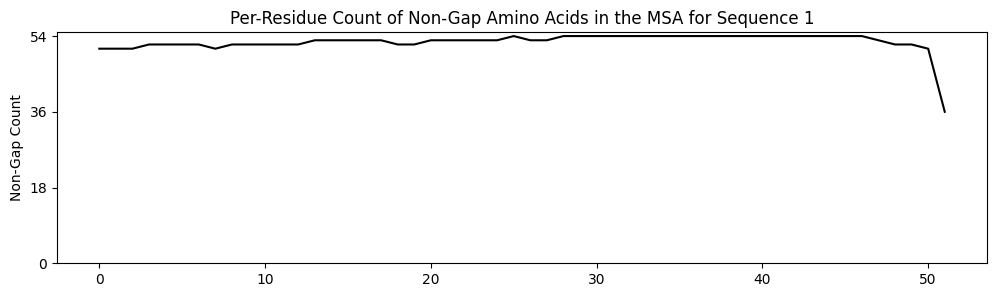 Per-Residue Count of Non-Gap Amino Acids in the MSA for Sequence 1
54
36
18
0
Non-Gap Count
0 10 20 30 40 50